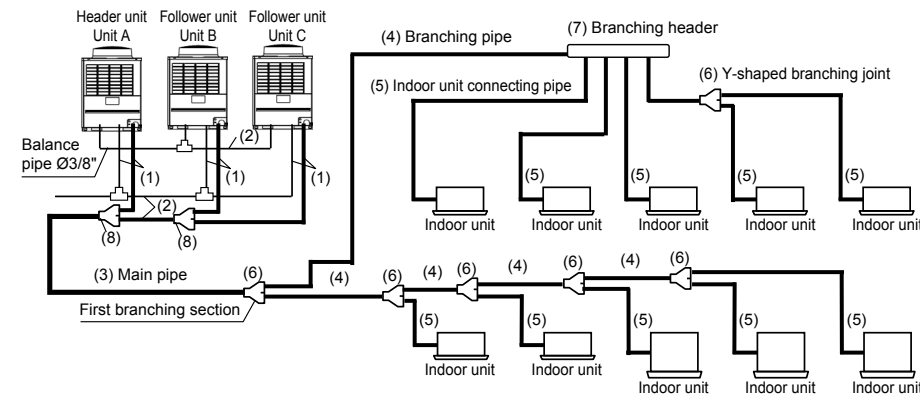 Header unit
Unit A
Follower unit
Unit B
Follower unit
Unit C
(4) Branching pipe
(7) Branching header
(5) Indoor unit connecting pipe
(6) Y-shaped branching joint
Balance
pipe Ø3/8"
(2)
(1)
(1)
(1)
(2)
(8)
(8)
(5)
(5)
(5)
(5)
Indoor unit
Indoor unit
Indoor unit
Indoor unit
Indoor unit
(3) Main pipe
(6)
(4)
(6)
(4)
(6)
(4)
(6)
(4)
(6)
First branching section
(5)
(5)
(5)
(5)
(5)
Indoor unit
Indoor unit
Indoor unit
Indoor unit
Indoor unit